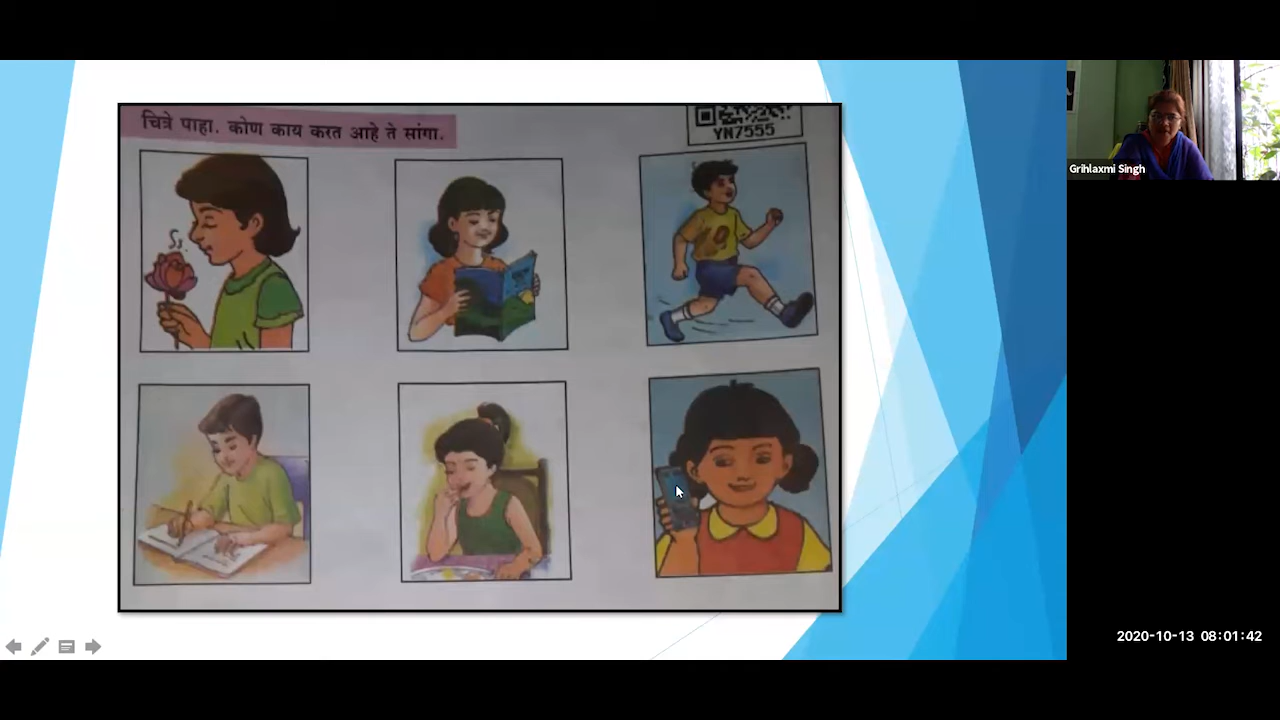 चित्रे पाहा. कोण काय करत आहे ते सांगा.
YN7555
Grihlaxmi Singh
2020-10-13 08:01:42